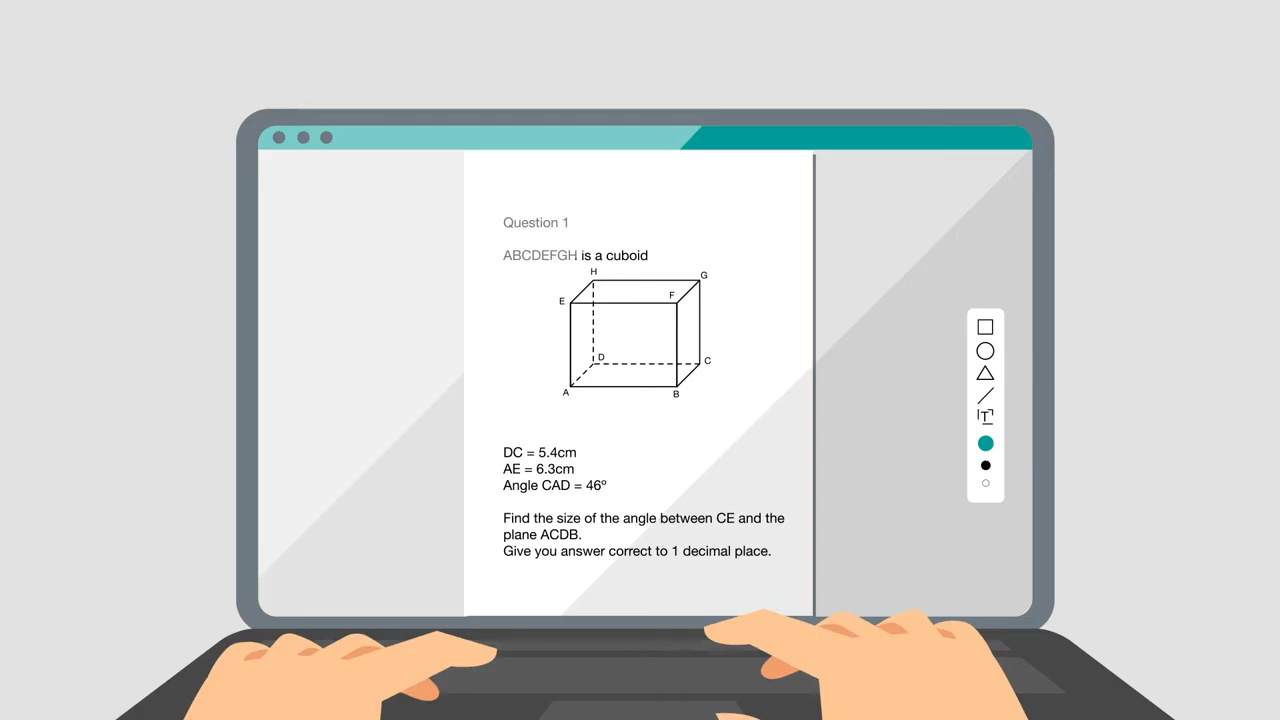 Question 1
ABCDEFGH is a cuboid
H
G
E
F
D
C
A
B
DC = 5.4cm
AE = 6.3cm
Angle CAD = 46º
Find the size of the angle between CE and the
plane ACDB.
Give you answer correct to 1 decimal place.
T